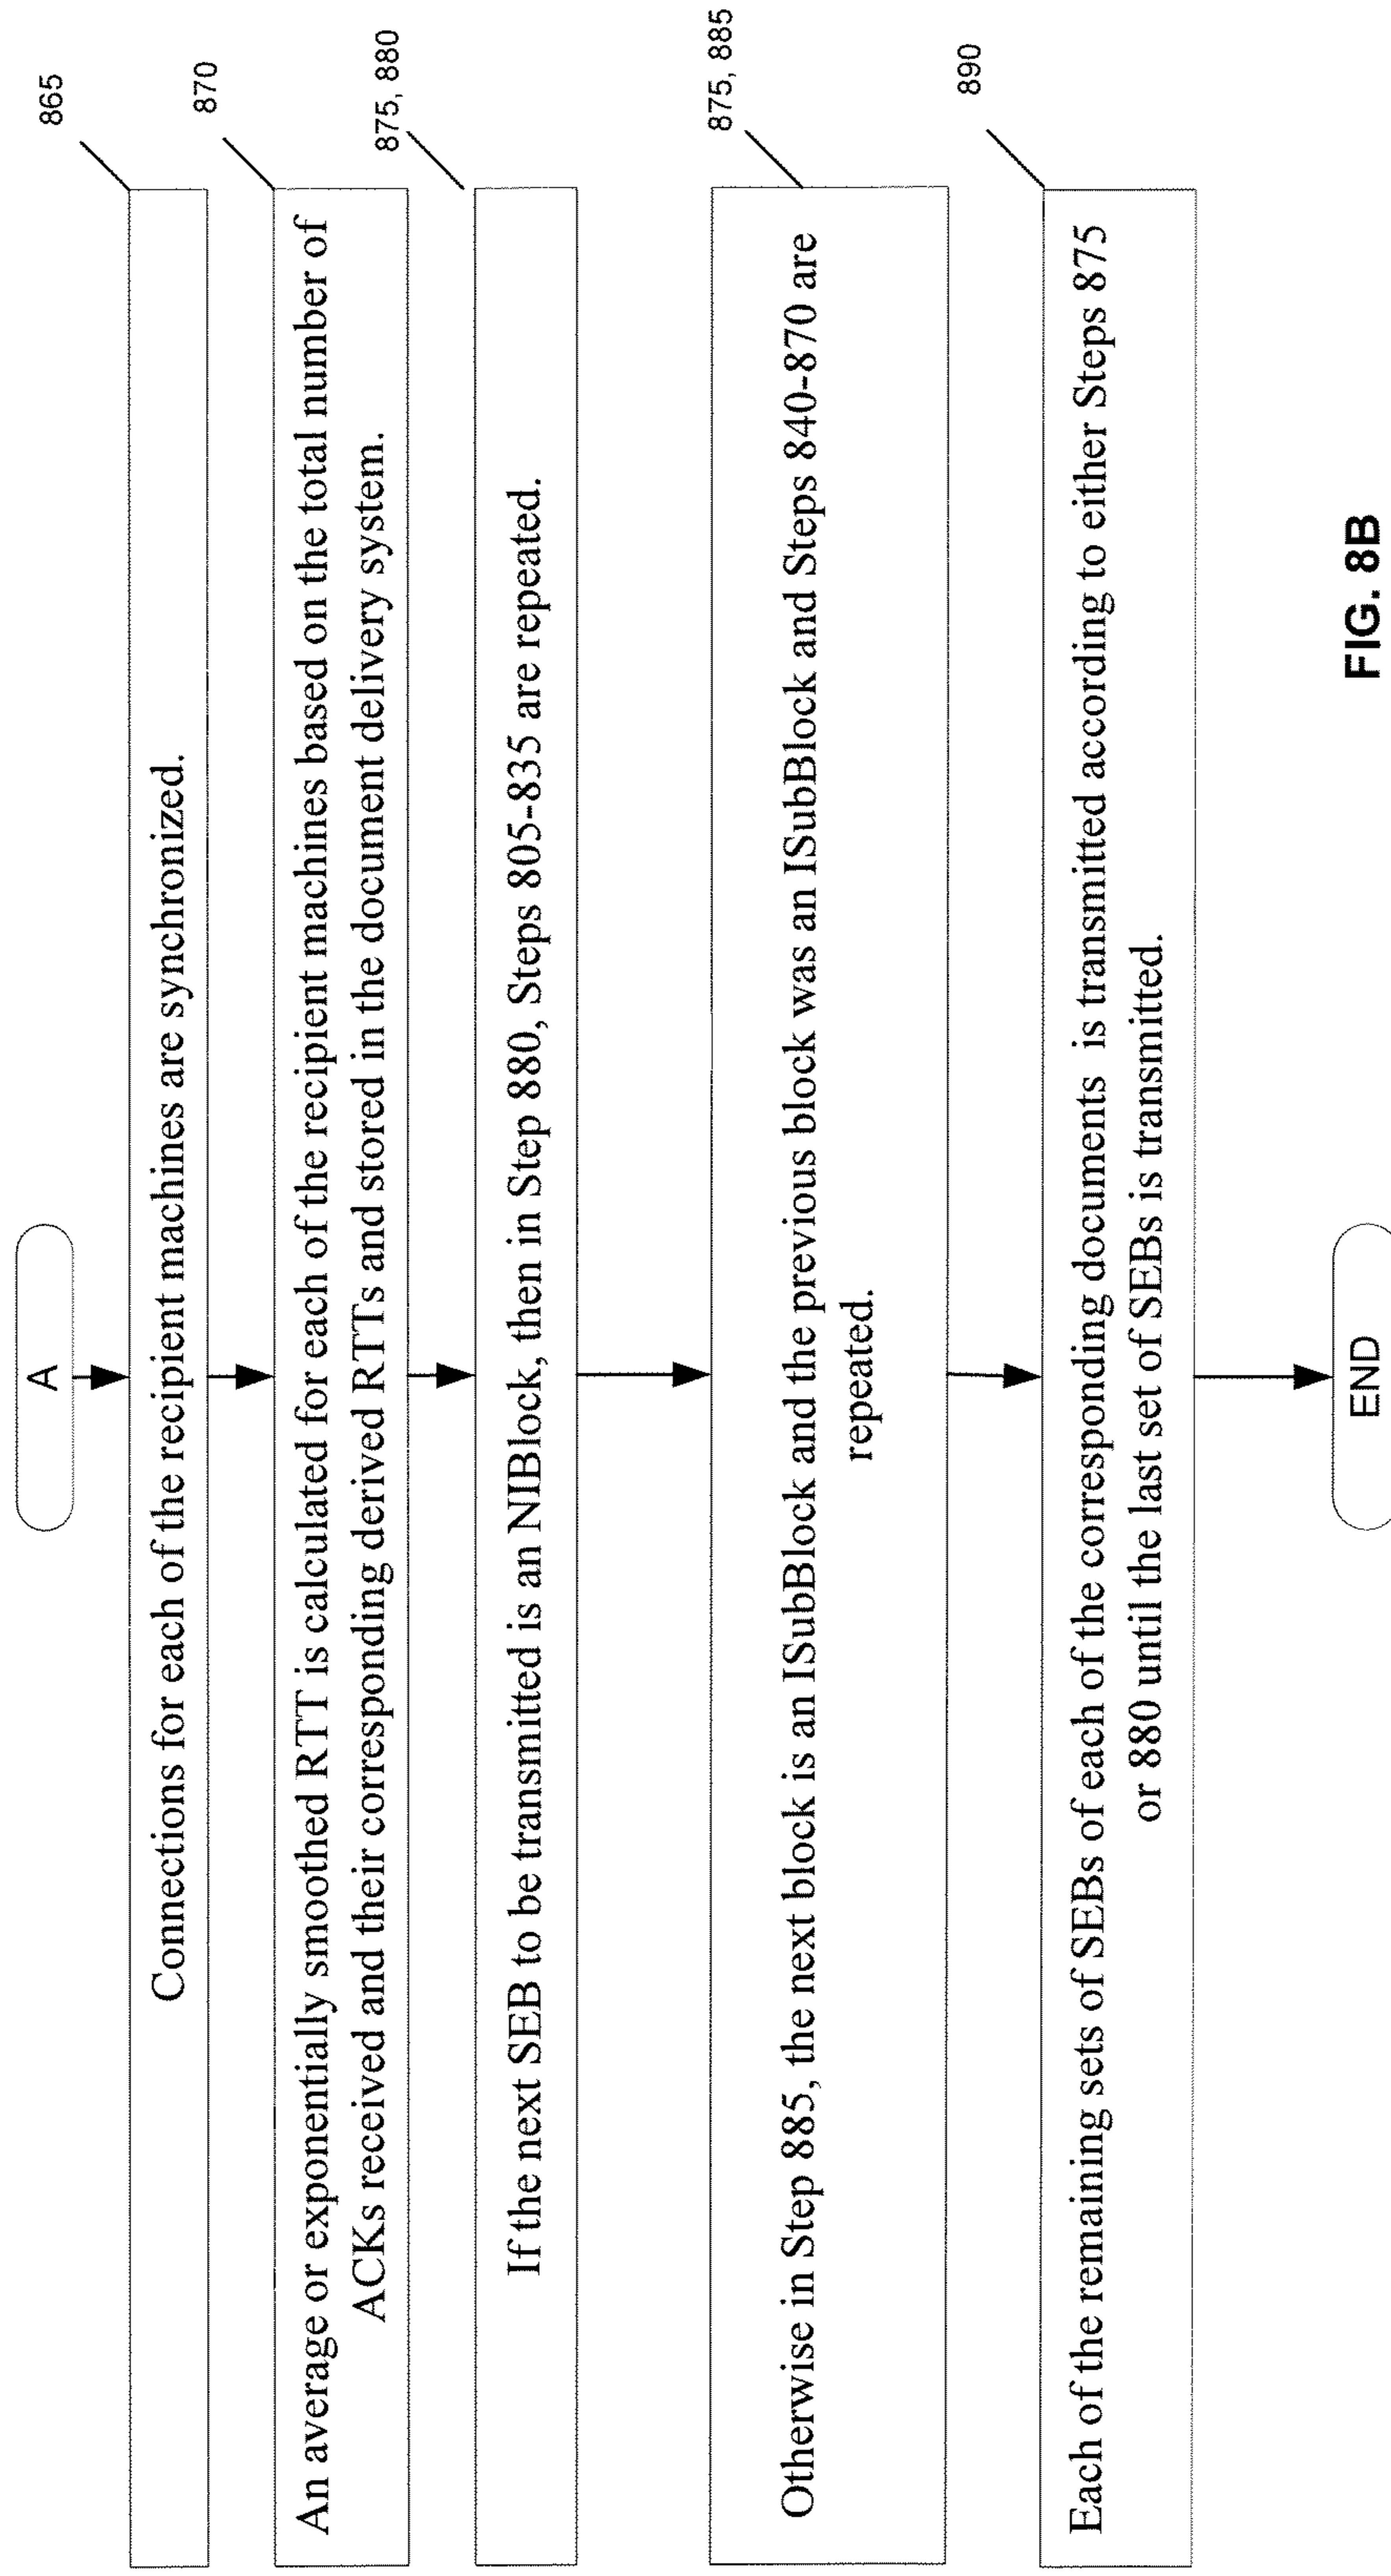 A
865
Connections for each of the recipient machines are synchronized.
870
An average or exponentially smoothed RTT is calculated for each of the recipient machines based on the total number of
ACKs received and their corresponding derived RTTs and stored in the document delivery system.
875, 880
If the next SEB to be transmitted is an NIBlock, then in Step 880, Steps 805-835 are repeated.
875, 885
Otherwise in Step 885, the next block is an ISubBlock and the previous block was an ISubBlock and Steps 840-870 are
repeated.
890
Each of the remaining sets of SEBs of each of the corresponding documents is transmitted according to either Steps 875
or 880 until the last set of SEBs is transmitted.
END
FIG. 8B